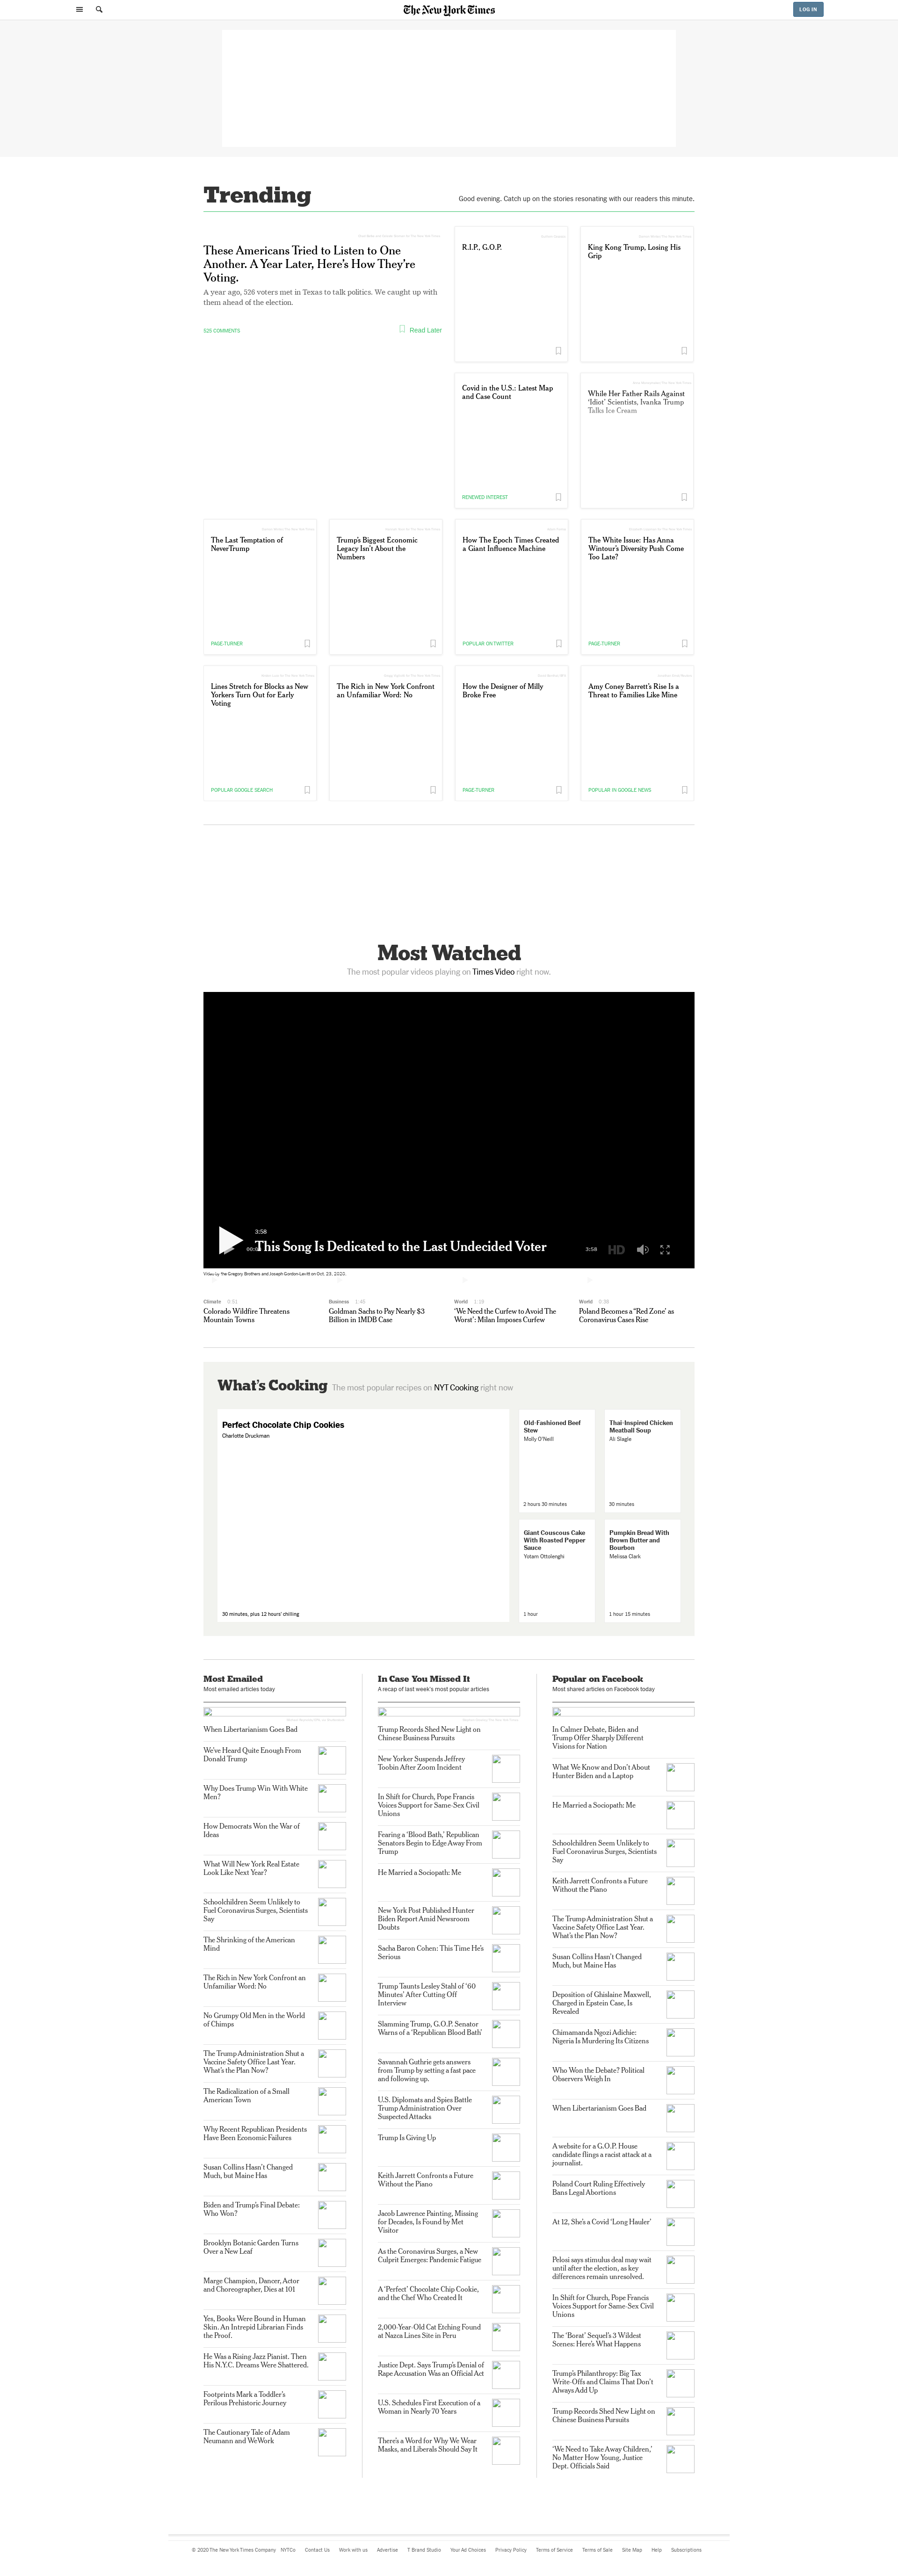 The New York Times
LOG IN
Trending
Good evening. Catch up on the stories resonating with our readers this minute.
These Americans Tried to Listen to One
Another. A Year Later, Here's How They're
Voting.
A year ago, 526 voters met in Texas to talk politics. We caught up with
them ahead of the election.
525 COMMENTS
Read Later
R.I.P., G.O.P.
King Kong Trump, Losing His
Grip
Covid in the U.S.: Latest Map
and Case Count
RENEWED INTEREST
While Her Father Rails Against
'Idiot' Scientists, Ivanka Trump
Talks Ice Cream
The Last Temptation of
NeverTrump
PAGE-TURNER
Trump's Biggest Economic
Legacy Isn't About the
Numbers
How The Epoch Times Created
a Giant Influence Machine
POPULAR ON TWITTER
The White Issue: Has Anna
Wintour's Diversity Push Come
Too Late?
PAGE-TURNER
Lines Stretch for Blocks as New
Yorkers Turn Out for Early
Voting
POPULAR GOOGLE SEARCH
The Rich in New York Confront
an Unfamiliar Word: No
How the Designer of Milly
Broke Free
PAGE-TURNER
Amy Coney Barrett's Rise Is a
Threat to Families Like Mine
POPULAR IN GOOGLE NEWS
Most Watched
The most popular videos playing on Times Video right now.
3:58
This Song Is Dedicated to the Last Undecided Voter
3:58
HD
Video by the Gregory Brothers and Joseph Gordon-Levitt on Oct. 23, 2020.
Climate 0:51
Colorado Wildfire Threatens
Mountain Towns
Business 1:45
Goldman Sachs to Pay Nearly $3
Billion in 1MDB Case
World 1:18
'We Need the Curfew to Avoid The
Worst': Milan Imposes Curfew
World 0:36
Poland Becomes a "Red Zone' as
Coronavirus Cases Rise
What's Cooking
The most popular recipes on NYT Cooking right now
Perfect Chocolate Chip Cookies
Charlotte Druckman
30 minutes, plus 12 hours' chilling
Old-Fashioned Beef
Stew
Molly O'Neill
2 hours 30 minutes
Thai-Inspired Chicken
Meatball Soup
Ali Slagle
30 minutes
Giant Couscous Cake
With Roasted Pepper
Sauce
Yotam Ottolenghi
1 hour
Pumpkin Bread With
Brown Butter and
Bourbon
Melissa Clark
1 hour 15 minutes
Most Emailed
Most emailed articles today
When Libertarianism Goes Bad
We've Heard Quite Enough From
Donald Trump
Why Does Trump Win With White
Men?
How Democrats Won the War of
Ideas
What Will New York Real Estate
Look Like Next Year?
Schoolchildren Seem Unlikely to
Fuel Coronavirus Surges, Scientists
Say
The Shrinking of the American
Mind
The Rich in New York Confront an
Unfamiliar Word: No
No Grumpy Old Men in the World
of Chimps
The Trump Administration Shut a
Vaccine Safety Office Last Year.
What's the Plan Now?
The Radicalization of a Small
American Town
Why Recent Republican Presidents
Have Been Economic Failures
Susan Collins Hasn't Changed
Much, but Maine Has
Biden and Trump's Final Debate:
Who Won?
Brooklyn Botanic Garden Turns
Over a New Leaf
Marge Champion, Dancer, Actor
and Choreographer, Dies at 101
Yes, Books Were Bound in Human
Skin. An Intrepid Librarian Finds
the Proof.
He Was a Rising Jazz Pianist. Then
His N.Y.C. Dreams Were Shattered.
Footprints Mark a Toddler's
Perilous Prehistoric Journey
The Cautionary Tale of Adam
Neumann and WeWork
In Case You Missed It
A recap of last week's most popular articles
Trump Records Shed New Light on
Chinese Business Pursuits
New Yorker Suspends Jeffrey
Toobin After Zoom Incident
In Shift for Church, Pope Francis
Voices Support for Same-Sex Civil
Unions
Fearing a 'Blood Bath,' Republican
Senators Begin to Edge Away From
Trump
He Married a Sociopath: Me
New York Post Published Hunter
Biden Report Amid Newsroom
Doubts
Sacha Baron Cohen: This Time He's
Serious
Trump Taunts Lesley Stahl of '60
Minutes' After Cutting Off
Interview
Slamming Trump, G.O.P. Senator
Warns of a 'Republican Blood Bath'
Savannah Guthrie gets answers
from Trump by setting a fast pace
and following up.
U.S. Diplomats and Spies Battle
Trump Administration Over
Suspected Attacks
Trump Is Giving Up
Keith Jarrett Confronts a Future
Without the Piano
Jacob Lawrence Painting, Missing
for Decades, Is Found by Met
Visitor
As the Coronavirus Surges, a New
Culprit Emerges: Pandemic Fatigue
A 'Perfect' Chocolate Chip Cookie,
and the Chef Who Created It
2,000-Year-Old Cat Etching Found
at Nazca Lines Site in Peru
Justice Dept. Says Trump's Denial of
Rape Accusation Was an Official Act
U.S. Schedules First Execution of a
Woman in Nearly 70 Years
There's a Word for Why We Wear
Masks, and Liberals Should Say It
Popular on Facebook
Most shared articles on Facebook today
In Calmer Debate, Biden and
Trump Offer Sharply Different
Visions for Nation
What We Know and Don't About
Hunter Biden and a Laptop
He Married a Sociopath: Me
Schoolchildren Seem Unlikely to
Fuel Coronavirus Surges, Scientists
Say
Keith Jarrett Confronts a Future
Without the Piano
The Trump Administration Shut a
Vaccine Safety Office Last Year.
What's the Plan Now?
Susan Collins Hasn't Changed
Much, but Maine Has
Deposition of Ghislaine Maxwell,
Charged in Epstein Case, Is
Revealed
Chimamanda Ngozi Adichie:
Nigeria Is Murdering Its Citizens
Who Won the Debate? Political
Observers Weigh In
When Libertarianism Goes Bad
A website for a G.O.P. House
candidate flings a racist attack at a
journalist.
Poland Court Ruling Effectively
Bans Legal Abortions
At 12, She's a Covid 'Long Hauler'
Pelosi says stimulus deal may wait
until after the election, as key
differences remain unresolved.
In Shift for Church, Pope Francis
Voices Support for Same-Sex Civil
Unions
The 'Borat' Sequel's 3 Wildest
Scenes: Here's What Happens
Trump's Philanthropy: Big Tax
Write-Offs and Claims That Don't
Always Add Up
Trump Records Shed New Light on
Chinese Business Pursuits
'We Need to Take Away Children,'
No Matter How Young, Justice
Dept. Officials Said
© 2020 The New York Times Company NYTCo Contact Us Work with us Advertise T Brand Studio Your Ad Choices Privacy Policy Terms of Service Terms of Sale Site Map Help Subscriptions